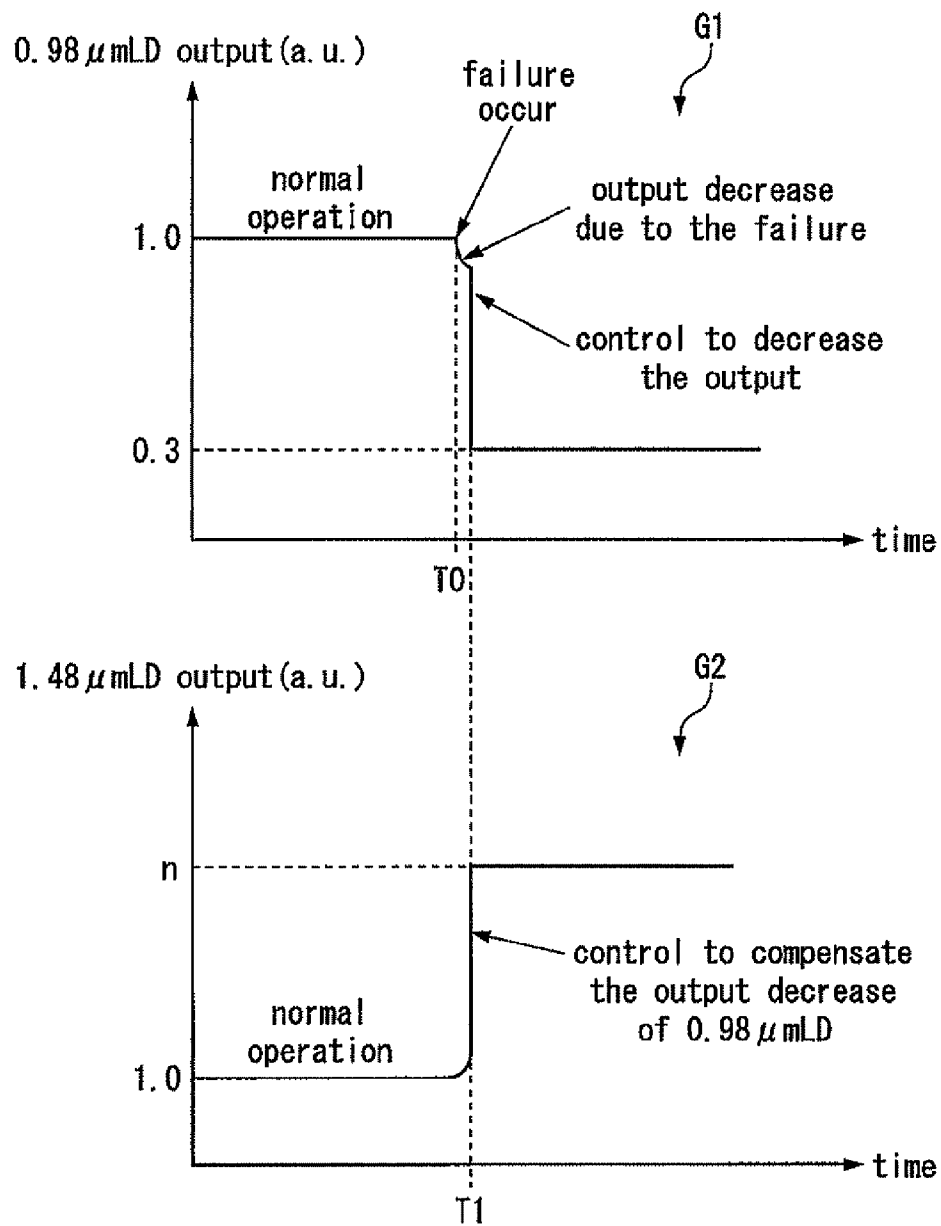 G1
0.98μmLD output(a.u.)
failure
occur
normal
operation
output decrease
due to the failure
1.0
control to decrease
the output
0.3
time
T0
1.48μmLD output(a.u.)
G2
n
control to compensate
the output decrease
of 0.98μmLD
normal
operation
1.0
time
T1